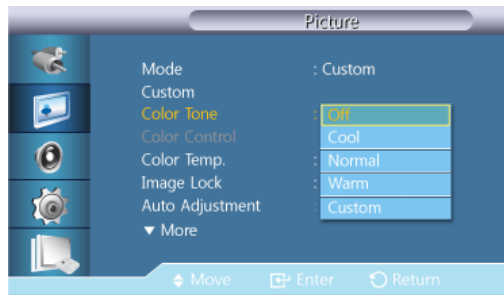 Picture
Mode : Custom
Custom
Color Tone : Off
Color Control Cool
Color Temp. : Normal
Image Lock : Warm
Auto Adjustment : Custom
▼ More
Move Enter Return